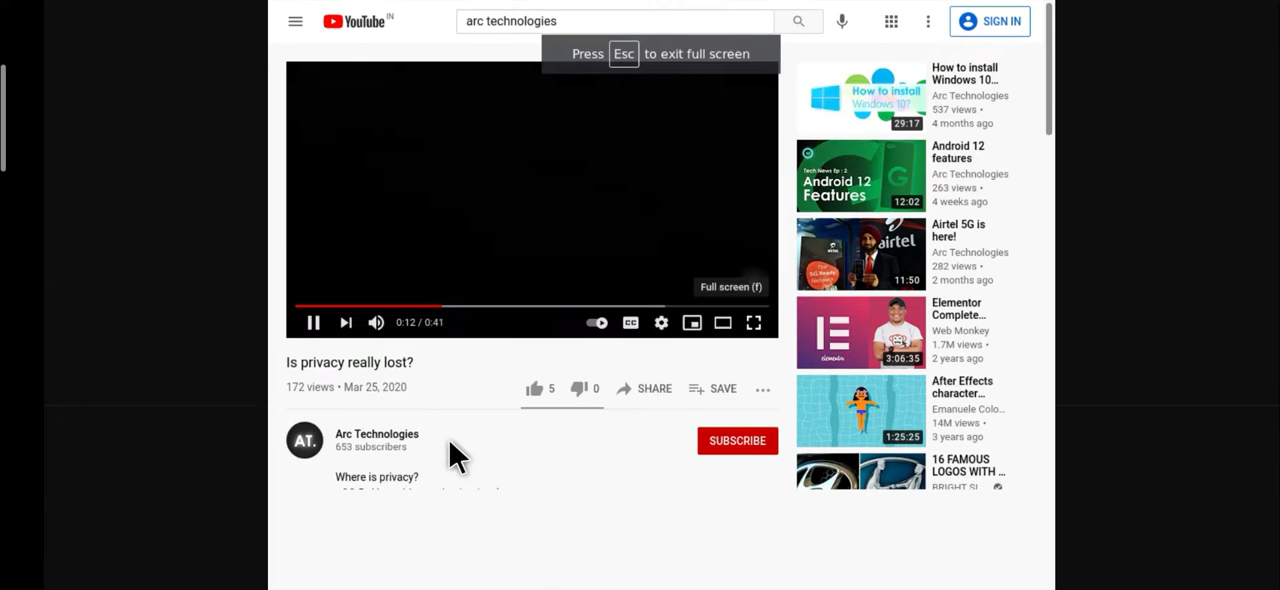 YouTube IN
arc technologies
SIGN IN
Press Esc to exit full screen
Full screen (f)
0:12 / 0:41
CC
Is privacy really lost?
172 views • Mar 25, 2020
5
0
SHARE
SAVE
AT.
Arc Technologies
653 subscribers
SUBSCRIBE
Where is privacy?
How to install
Windows 10?
29:17
How to install
Windows 10…
Arc Technologies
537 views •
4 months ago
Tech News Ep : 2
Android 12
Features
G
12:02
Android 12
features
Arc Technologies
263 views •
4 weeks ago
airtel
11:50
Airtel 5G is
here!
Arc Technologies
282 views •
2 months ago
elementor
3:06:35
Elementor
Complete…
Web Monkey
1.7M views •
2 years ago
1:25:25
After Effects
character…
Emanuele Colo…
14M views •
3 years ago
16 FAMOUS
LOGOS WITH …